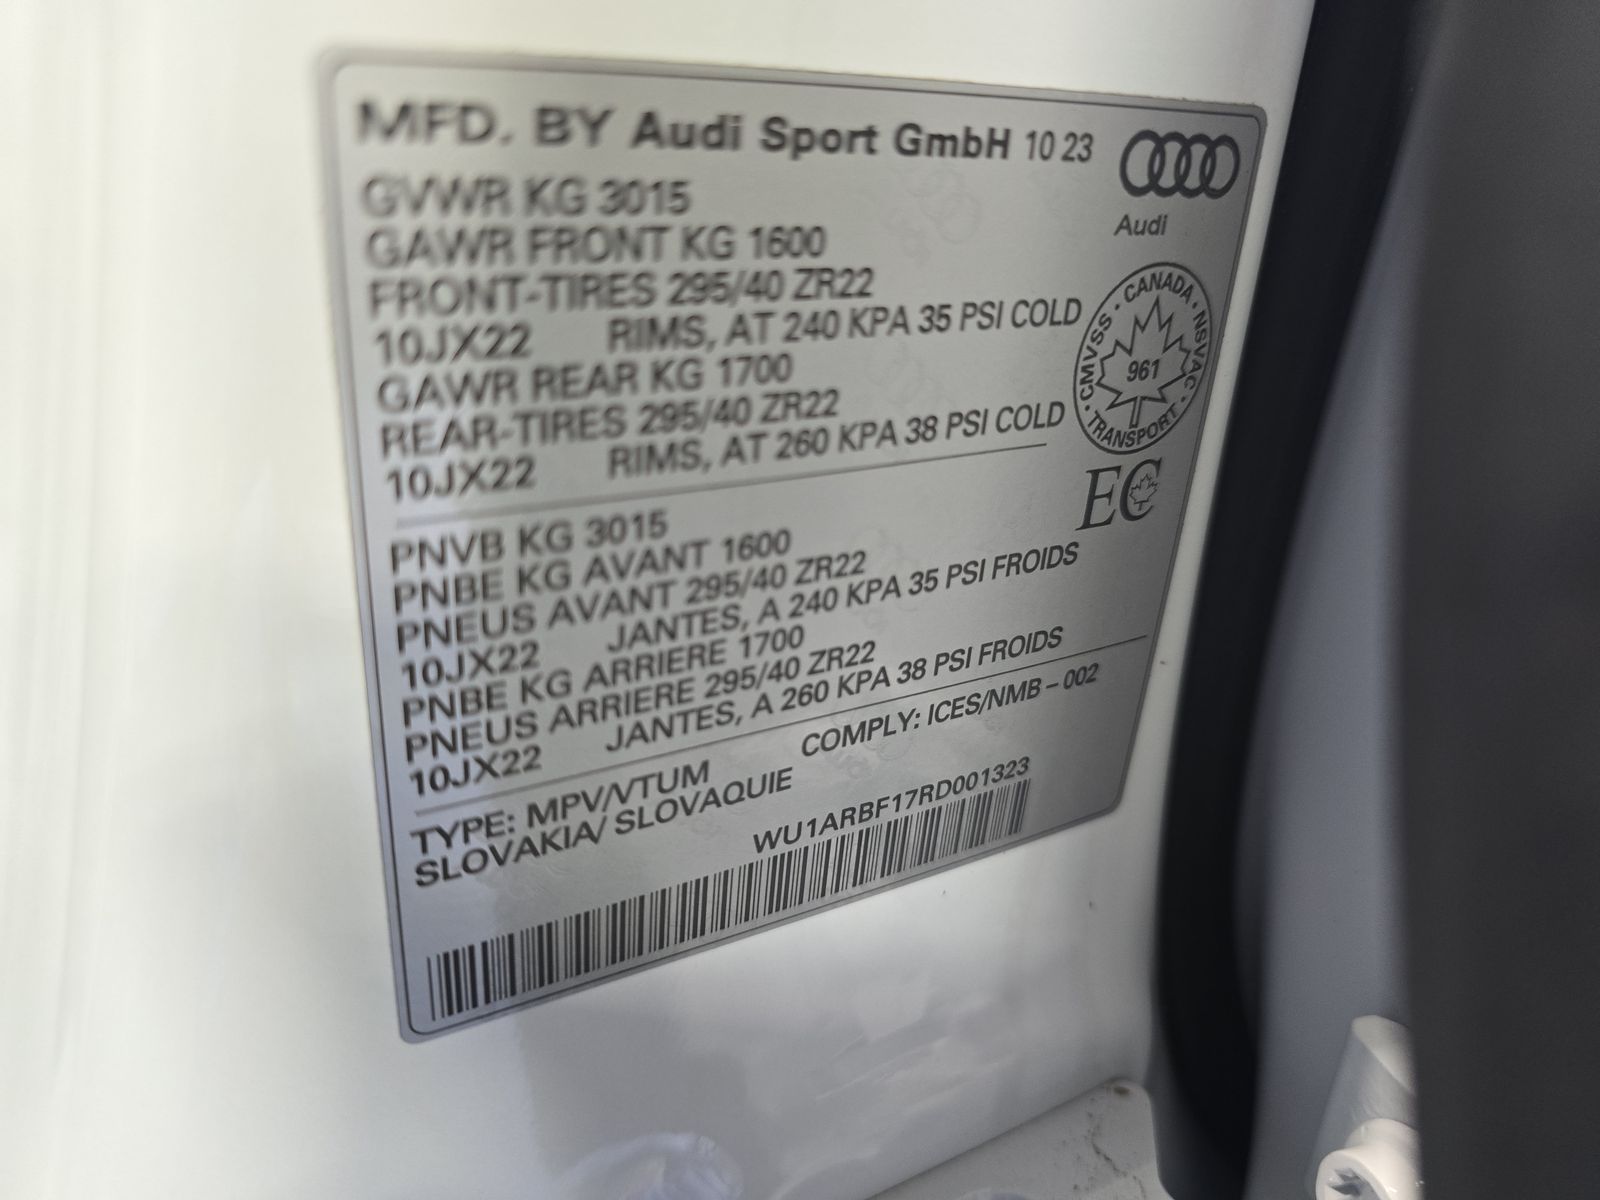 MFD. BY Audi Sport GmbH 10 23
Audi
GVWR KG 3015
GAWR FRONT KG 1600
FRONT-TIRES 295/40 ZR22
10JX22 RIMS, AT 240 KPA 35 PSI COLD
GAWR REAR KG 1700
REAR-TIRES 295/40 ZR22
10JX22 RIMS, AT 260 KPA 38 PSI COLD
CANADA · NSVAC · TRANSPORT · CMVSS ·
961
EC
PNVB KG 3015
PNBE KG AVANT 1600
PNEUS AVANT 295/40 ZR22
10JX22 JANTES, A 240 KPA 35 PSI FROIDS
PNBE KG ARRIERE 1700
PNEUS ARRIERE 295/40 ZR22
10JX22 JANTES, A 260 KPA 38 PSI FROIDS
TYPE: MPV/VTUM COMPLY: ICES/NMB – 002
SLOVAKIA/ SLOVAQUIE
WU1ARBF17RD001323